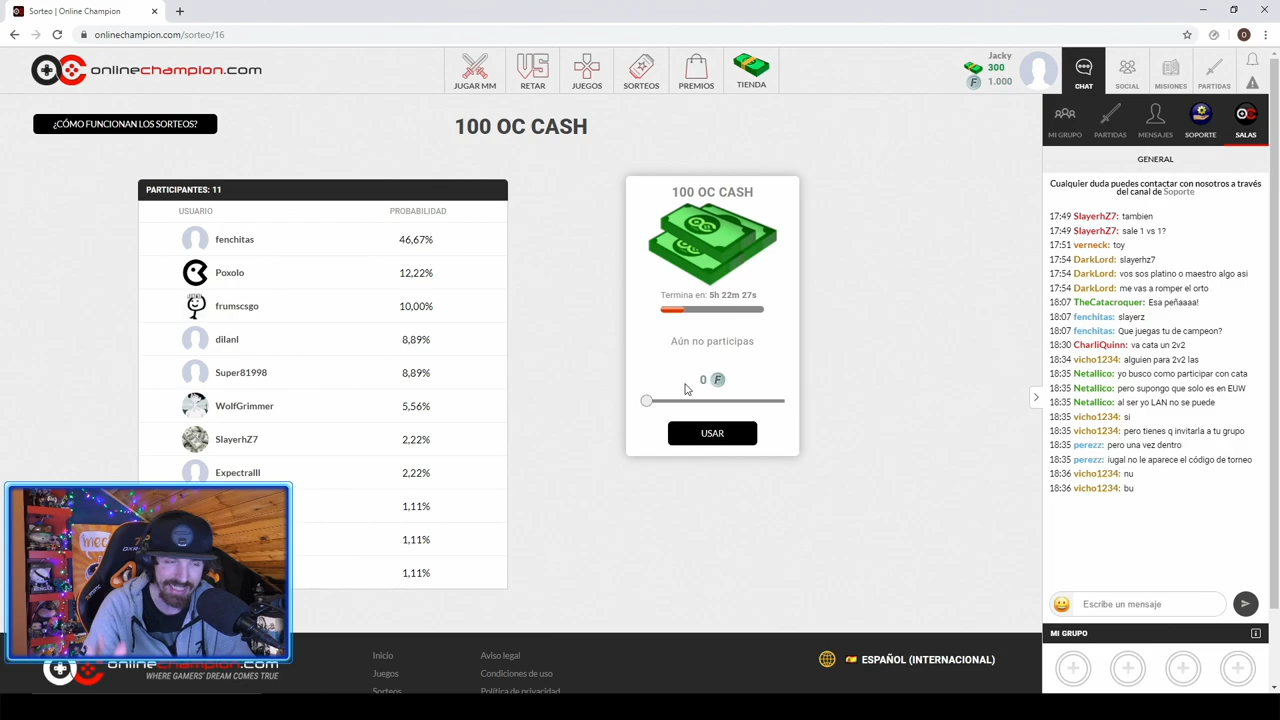 Sorteo | Online Champion
onlinechampion.com/sorteo/16
onlinechampion.com
JUGAR MM
RETAR
JUEGOS
SORTEOS
PREMIOS
TIENDA
Jacky
300
F 1.000
CHAT
SOCIAL
MISIONES
PARTIDAS
¿CÓMO FUNCIONAN LOS SORTEOS?
100 OC CASH
MI GRUPO
PARTIDAS
MENSAJES
SOPORTE
SALAS
GENERAL
Cualquier duda puedes contactar con nosotros a través
del canal de Soporte
PARTICIPANTES: 11
USUARIO PROBABILIDAD
fenchitas 46,67%
Poxolo 12,22%
frumscsgo 10,00%
dilanl 8,89%
Super81998 8,89%
WolfGrimmer 5,56%
SlayerhZ7 2,22%
Expectralll 2,22%
1,11%
1,11%
1,11%
100 OC CASH
Termina en: 5h 22m 27s
Aún no participas
0 F
USAR
17:49 SlayerhZ7: tambien
17:49 SlayerhZ7: sale 1 vs 1?
17:51 verneck: toy
17:54 DarkLord: slayerhz7
17:54 DarkLord: vos sos platino o maestro algo asi
17:54 DarkLord: me vas a romper el orto
18:07 TheCatacroquer: Esa peñaaaa!
18:07 fenchitas: slayerz
18:07 fenchitas: Que juegas tu de campeon?
18:30 CharliQuinn: va cata un 2v2
18:34 vicho1234: alguien para 2v2 las
18:35 Netallico: yo busco como participar con cata
18:35 Netallico: pero supongo que solo es en EUW
18:35 Netallico: al ser yo LAN no se puede
18:35 vicho1234: si
18:35 vicho1234: pero tienes q invitarla a tu grupo
18:35 perezz: pero una vez dentro
18:35 perezz: iugal no le aparece el código de torneo
18:36 vicho1234: nu
18:36 vicho1234: bu
Escribe un mensaje
MI GRUPO
onlinechampion.com
WHERE GAMERS' DREAM COMES TRUE
Inicio
Juegos
Sorteos
Aviso legal
Condiciones de uso
Política de privacidad
ESPAÑOL (INTERNACIONAL)